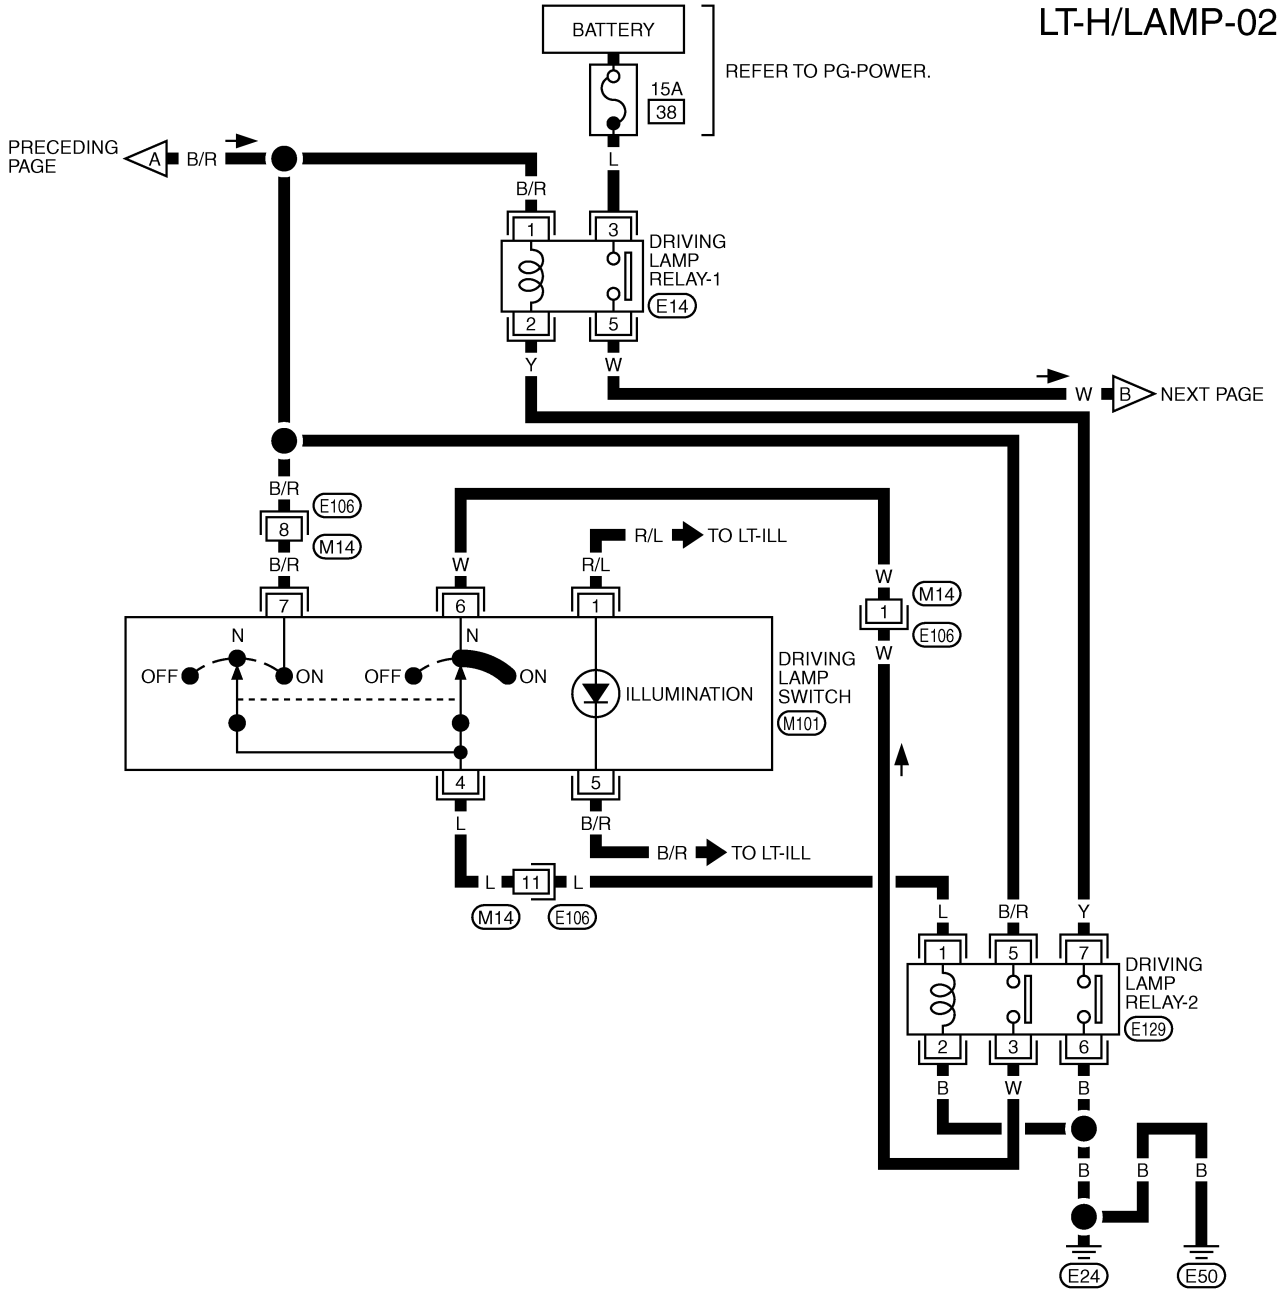 LT-H/LAMP-02
BATTERY
REFER TO PG-POWER.
15A
38
PRECEDING
PAGE
A
B/R
L
B/R
1
3
DRIVING
LAMP
RELAY-1
E14
2
5
Y
W
W
B
NEXT PAGE
B/R
E106
8
M14
B/R
W
R/L
TO LT-ILL
R/L
W
M14
1
E106
W
7
6
1
N
N
OFF
ON
OFF
ON
ILLUMINATION
DRIVING
LAMP
SWITCH
M101
4
5
L
B/R
B/R
TO LT-ILL
L
11
L
M14
E106
L
B/R
Y
1
5
7
DRIVING
LAMP
RELAY-2
E129
2
3
6
B
W
B
B
B
B
E24
E50